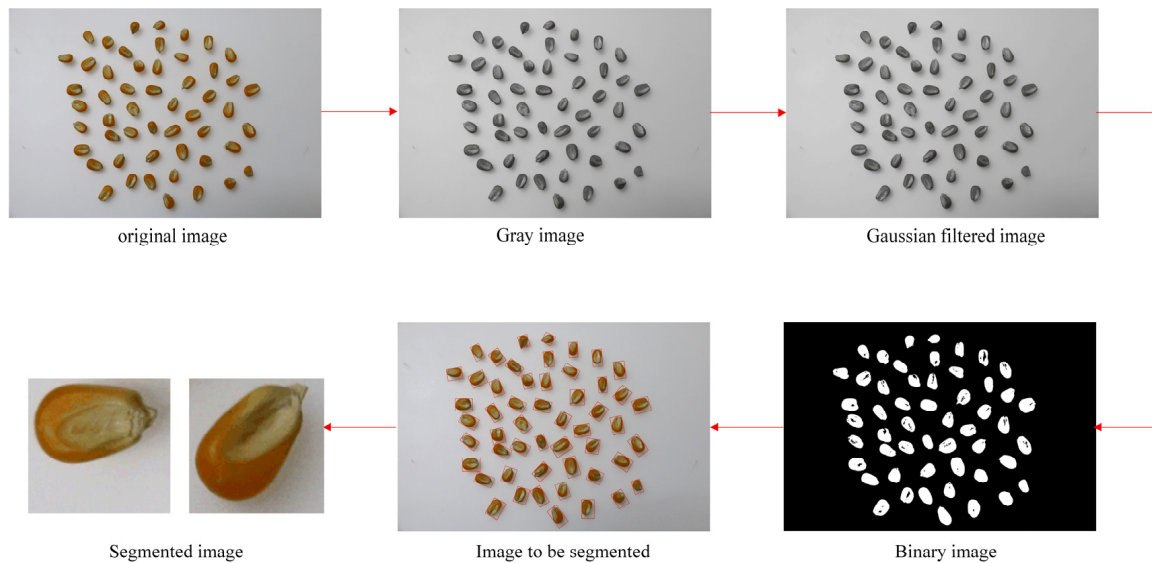 original image
Gray image
Gaussian filtered image
Segmented image
Image to be segmented
Binary image